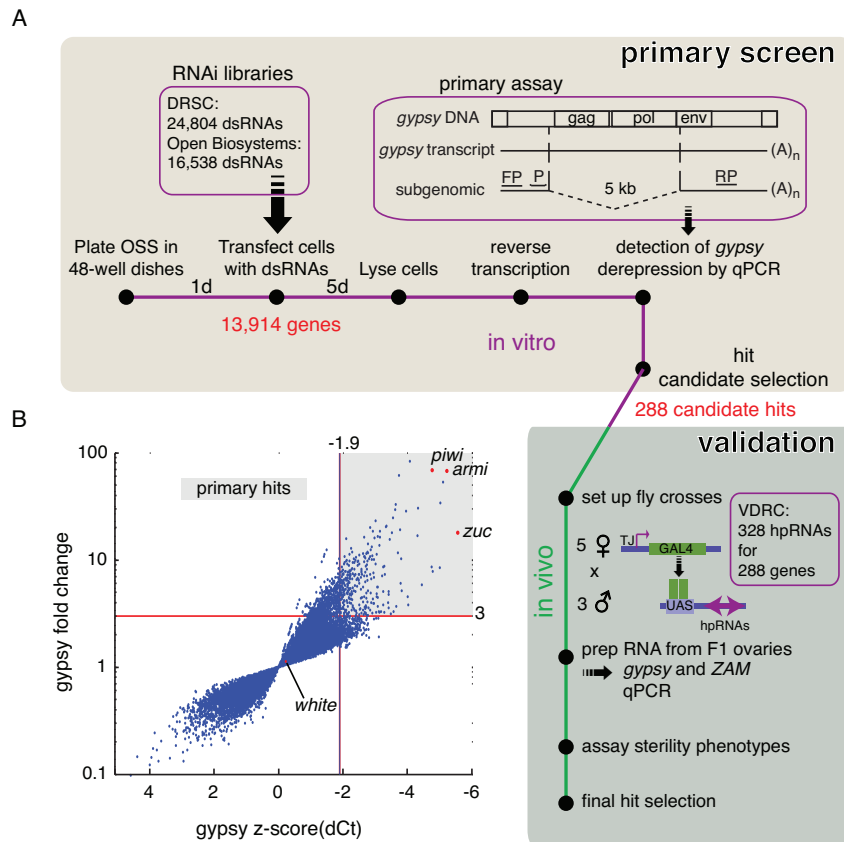 A
primary screen
RNAi libraries
DRSC:
24,804 dsRNAs
Open Biosystems:
16,538 dsRNAs
primary assay
gypsy DNA
gag
pol
env
gypsy transcript
(A)n
subgenomic
FP
P
5 kb
RP
(A)n
Plate OSS in
48-well dishes
Transfect cells
with dsRNAs
Lyse cells
reverse
transcription
detection of gypsy
derepression by qPCR
1d
5d
13,914 genes
in vitro
hit
candidate selection
288 candidate hits
B
-1.9
100
10
1
0.1
gypsy fold change
primary hits
piwi
armi
zuc
3
white
4
2
0
-2
-4
-6
gypsy z-score(dCt)
validation
in vivo
set up fly crosses
5 ♀
x
3 ♂
TJ
GAL4
UAS
hpRNAs
VDRC:
328 hpRNAs
for
288 genes
prep RNA from F1 ovaries
gypsy and ZAM
qPCR
assay sterility phenotypes
final hit selection